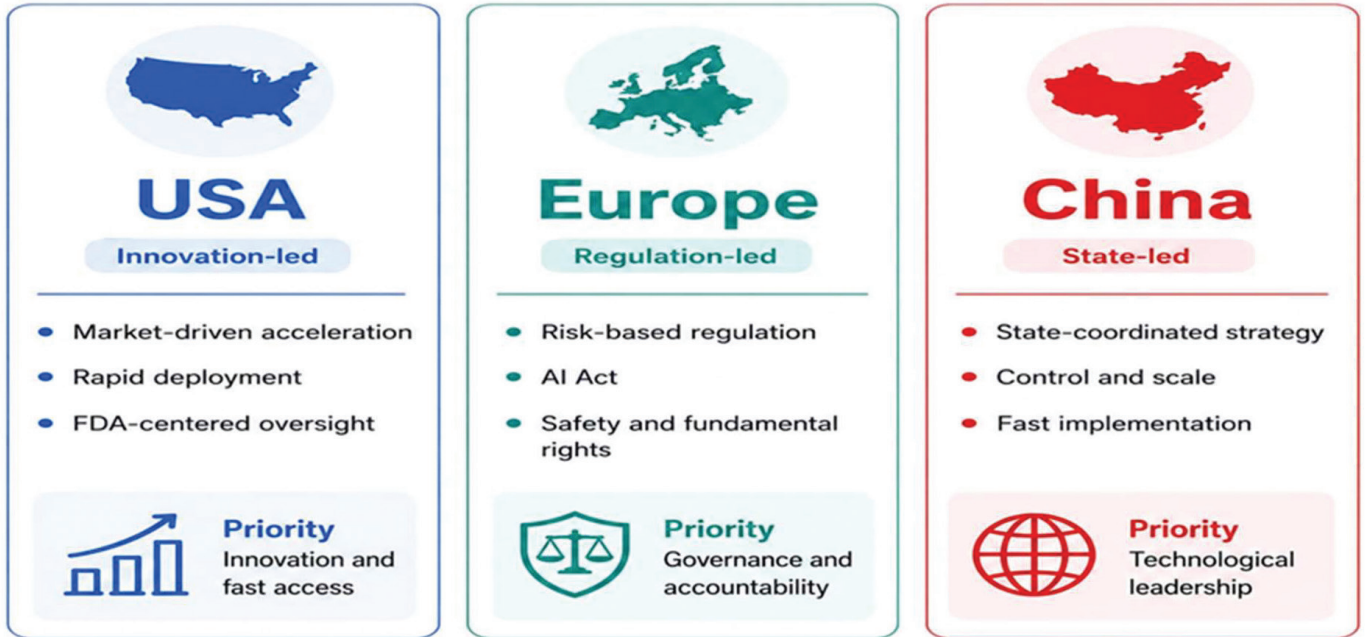 USA
Innovation-led
Market-driven acceleration
Rapid deployment
FDA-centered oversight
Priority
Innovation and
fast access
Europe
Regulation-led
Risk-based regulation
AI Act
Safety and fundamental
rights
Priority
Governance and
accountability
China
State-led
State-coordinated strategy
Control and scale
Fast implementation
Priority
Technological
leadership